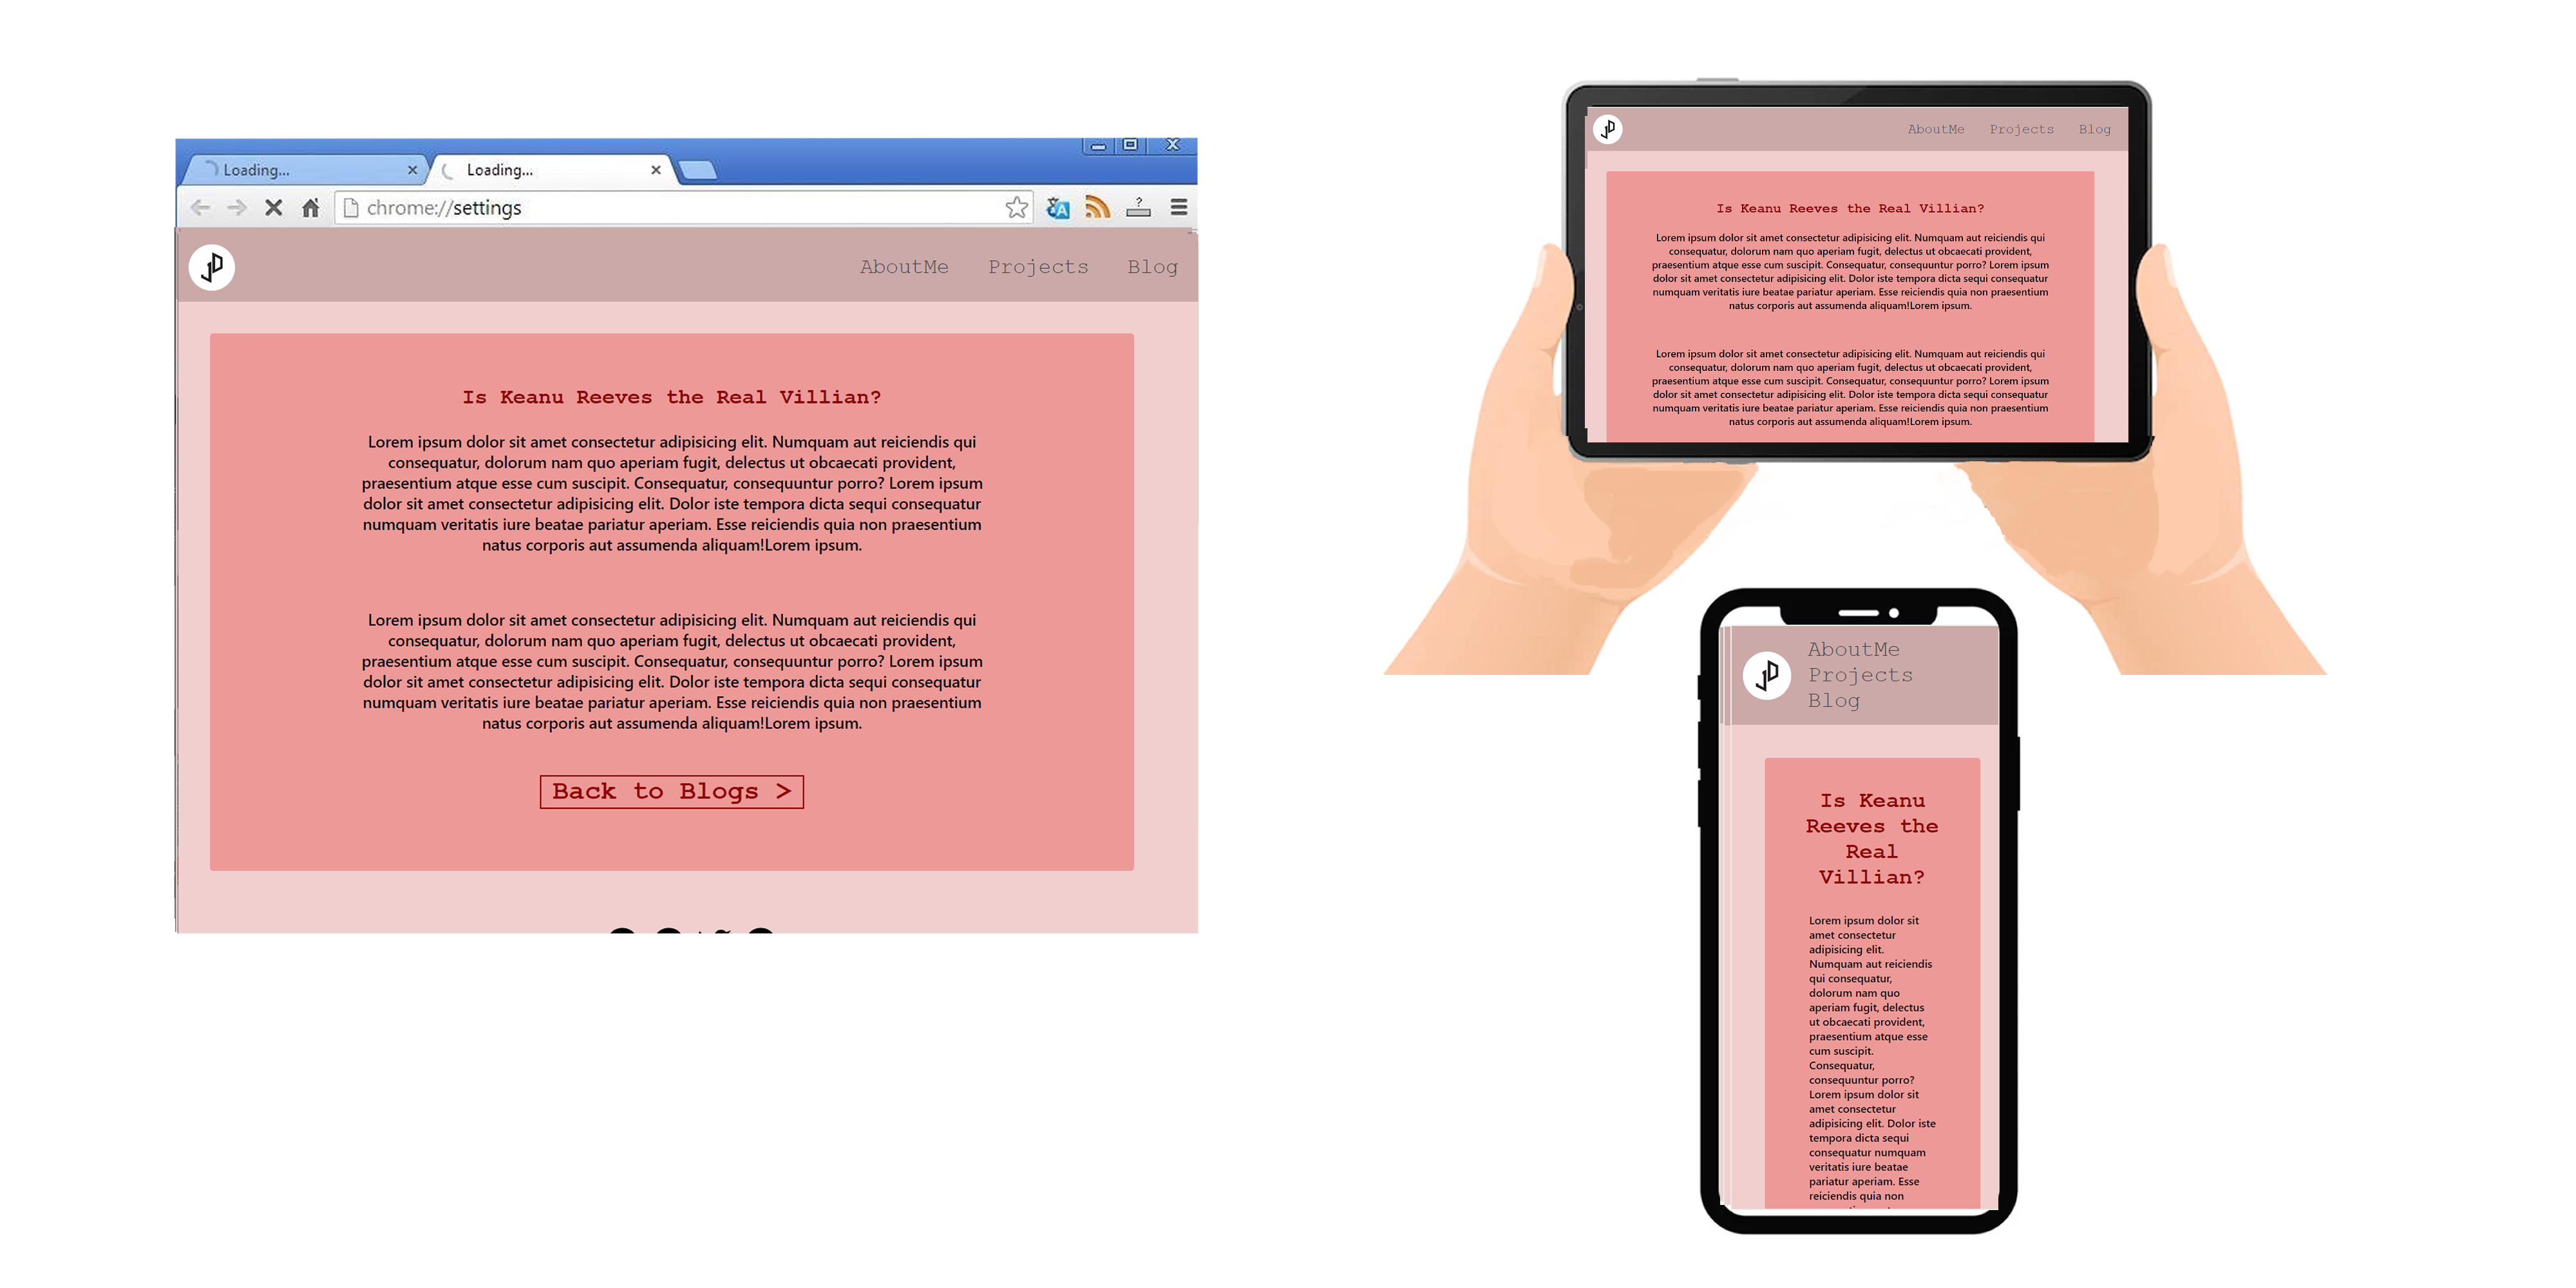 Loading...
Loading...
chrome://settings
JD
AboutMe Projects Blog
Is Keanu Reeves the Real Villian?
Lorem ipsum dolor sit amet consectetur adipisicing elit. Numquam aut reiciendis qui
consequatur, dolorum nam quo aperiam fugit, delectus ut obcaecati provident,
praesentium atque esse cum suscipit. Consequatur, consequuntur porro? Lorem ipsum
dolor sit amet consectetur adipisicing elit. Dolor iste tempora dicta sequi consequatur
numquam veritatis iure beatae pariatur aperiam. Esse reiciendis quia non praesentium
natus corporis aut assumenda aliquam!Lorem ipsum.
Lorem ipsum dolor sit amet consectetur adipisicing elit. Numquam aut reiciendis qui
consequatur, dolorum nam quo aperiam fugit, delectus ut obcaecati provident,
praesentium atque esse cum suscipit. Consequatur, consequuntur porro? Lorem ipsum
dolor sit amet consectetur adipisicing elit. Dolor iste tempora dicta sequi consequatur
numquam veritatis iure beatae pariatur aperiam. Esse reiciendis quia non praesentium
natus corporis aut assumenda aliquam!Lorem ipsum.
Back to Blogs >
JD
AboutMe Projects Blog
Is Keanu Reeves the Real Villian?
Lorem ipsum dolor sit amet consectetur adipisicing elit. Numquam aut reiciendis qui
consequatur, dolorum nam quo aperiam fugit, delectus ut obcaecati provident,
praesentium atque esse cum suscipit. Consequatur, consequuntur porro? Lorem ipsum
dolor sit amet consectetur adipisicing elit. Dolor iste tempora dicta sequi consequatur
numquam veritatis iure beatae pariatur aperiam. Esse reiciendis quia non praesentium
natus corporis aut assumenda aliquam!Lorem ipsum.
Lorem ipsum dolor sit amet consectetur adipisicing elit. Numquam aut reiciendis qui
consequatur, dolorum nam quo aperiam fugit, delectus ut obcaecati provident,
praesentium atque esse cum suscipit. Consequatur, consequuntur porro? Lorem ipsum
dolor sit amet consectetur adipisicing elit. Dolor iste tempora dicta sequi consequatur
numquam veritatis iure beatae pariatur aperiam. Esse reiciendis quia non praesentium
natus corporis aut assumenda aliquam!Lorem ipsum.
JD
AboutMe
Projects
Blog
Is Keanu
Reeves the
Real
Villian?
Lorem ipsum dolor sit
amet consectetur
adipisicing elit.
Numquam aut reiciendis
qui consequatur,
dolorum nam quo
aperiam fugit, delectus
ut obcaecati provident,
praesentium atque esse
cum suscipit.
Consequatur,
consequuntur porro?
Lorem ipsum dolor sit
amet consectetur
adipisicing elit. Dolor iste
tempora dicta sequi
consequatur numquam
veritatis iure beatae
pariatur aperiam. Esse
reiciendis quia non